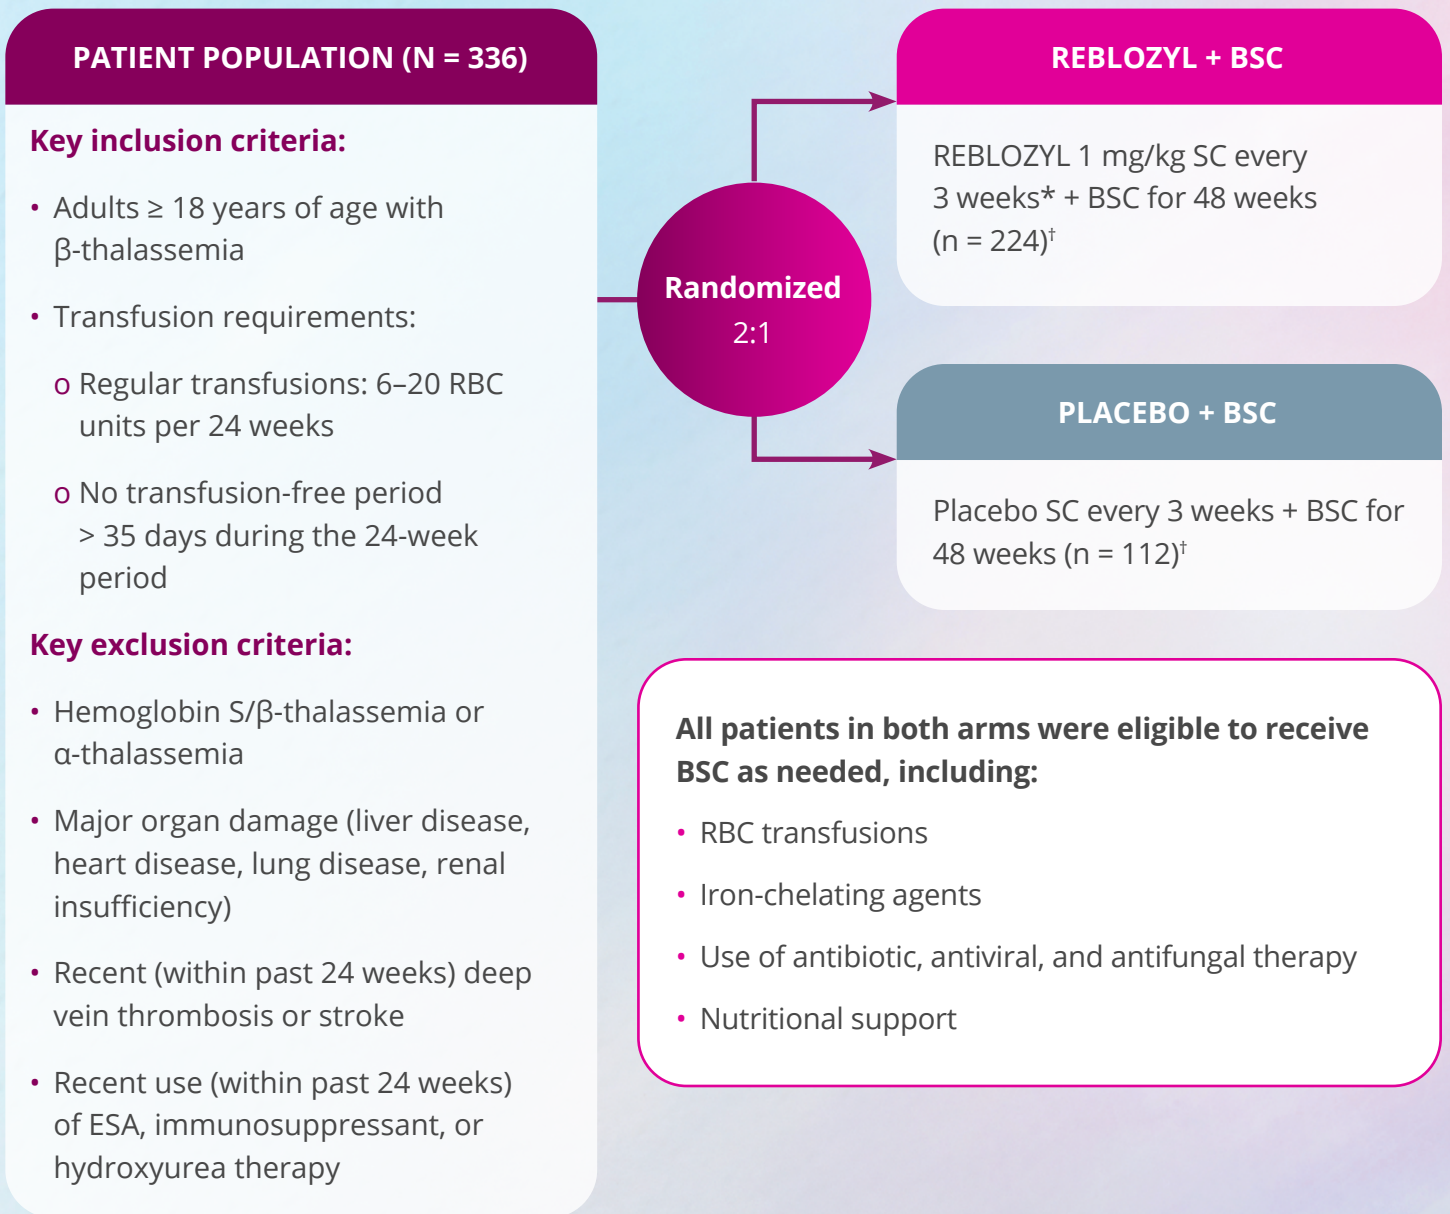 PATIENT POPULATION (N = 336)
Key inclusion criteria:
• Adults ≥ 18 years of age with
β-thalassemia
• Transfusion requirements:
o Regular transfusions: 6–20 RBC
units per 24 weeks
o No transfusion-free period
> 35 days during the 24-week
period
Key exclusion criteria:
• Hemoglobin S/β-thalassemia or
α-thalassemia
• Major organ damage (liver disease,
heart disease, lung disease, renal
insufficiency)
• Recent (within past 24 weeks) deep
vein thrombosis or stroke
• Recent use (within past 24 weeks)
of ESA, immunosuppressant, or
hydroxyurea therapy
Randomized
2:1
REBLOZYL + BSC
REBLOZYL 1 mg/kg SC every
3 weeks* + BSC for 48 weeks
(n = 224)†
PLACEBO + BSC
Placebo SC every 3 weeks + BSC for
48 weeks (n = 112)†
All patients in both arms were eligible to receive
BSC as needed, including:
• RBC transfusions
• Iron-chelating agents
• Use of antibiotic, antiviral, and antifungal therapy
• Nutritional support